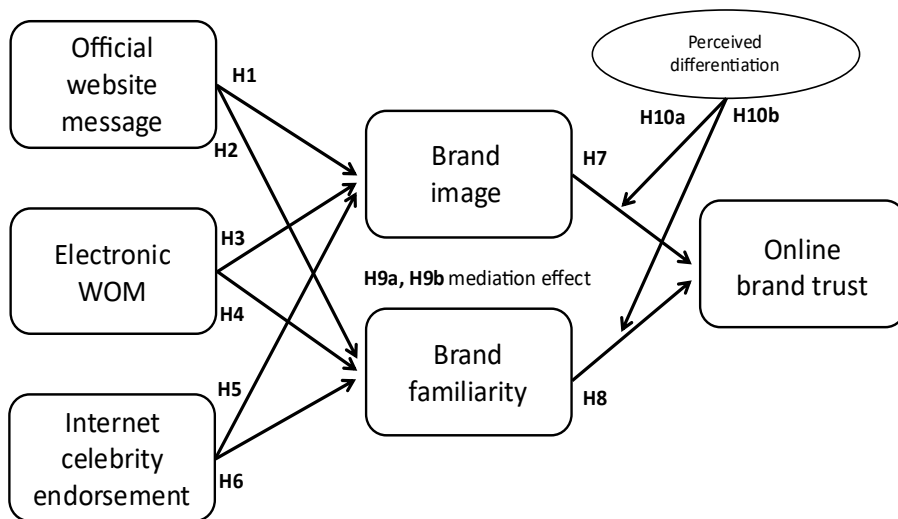 Official
website
message
H1
H2
Perceived
differentiation
H10a
H10b
Brand
image
H7
Electronic
WOM
H3
H4
H9a, H9b mediation effect
Online
brand trust
Brand
familiarity
H8
Internet
celebrity
endorsement
H5
H6